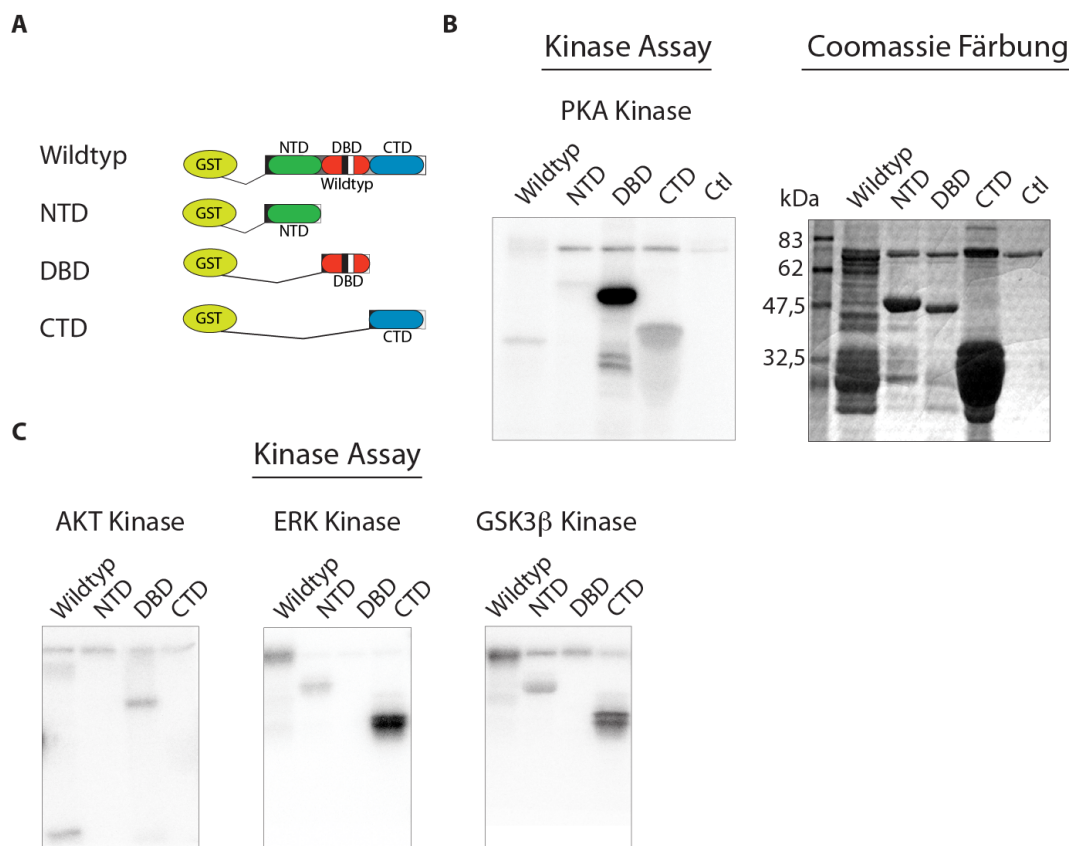 A
Wildtyp
GST
NTD
DBD
CTD
Wildtyp
NTD
GST
NTD
DBD
GST
DBD
CTD
GST
CTD
B
Kinase Assay
PKA Kinase
Wildtyp NTD DBD CTD Ctl
Coomassie Färbung
kDa Wildtyp NTD DBD CTD Ctl
83
62
47,5
32,5
C
Kinase Assay
AKT Kinase
Wildtyp NTD DBD CTD
ERK Kinase
Wildtyp NTD DBD CTD
GSK3β Kinase
Wildtyp NTD DBD CTD